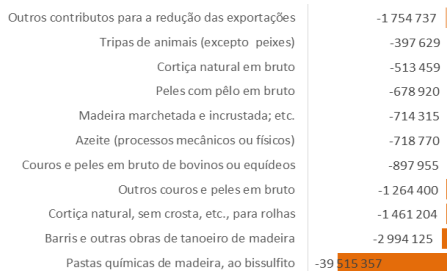 Outros contributos para a redução das exportações -1 754 737
Tripas de animais (excepto peixes) -397 629
Cortiça natural em bruto -513 459
Peles com pêlo em bruto -678 920
Madeira marchetada e incrustada; etc. -714 315
Azeite (processos mecânicos ou físicos) -718 770
Couros e peles em bruto de bovinos ou equídeos -897 955
Outros couros e peles em bruto -1 264 400
Cortiça natural, sem crosta, etc., para rolhas -1 461 204
Barris e outras obras de tanoeiro de madeira -2 994 125
Pastas químicas de madeira, ao bissulfito -39 515 357